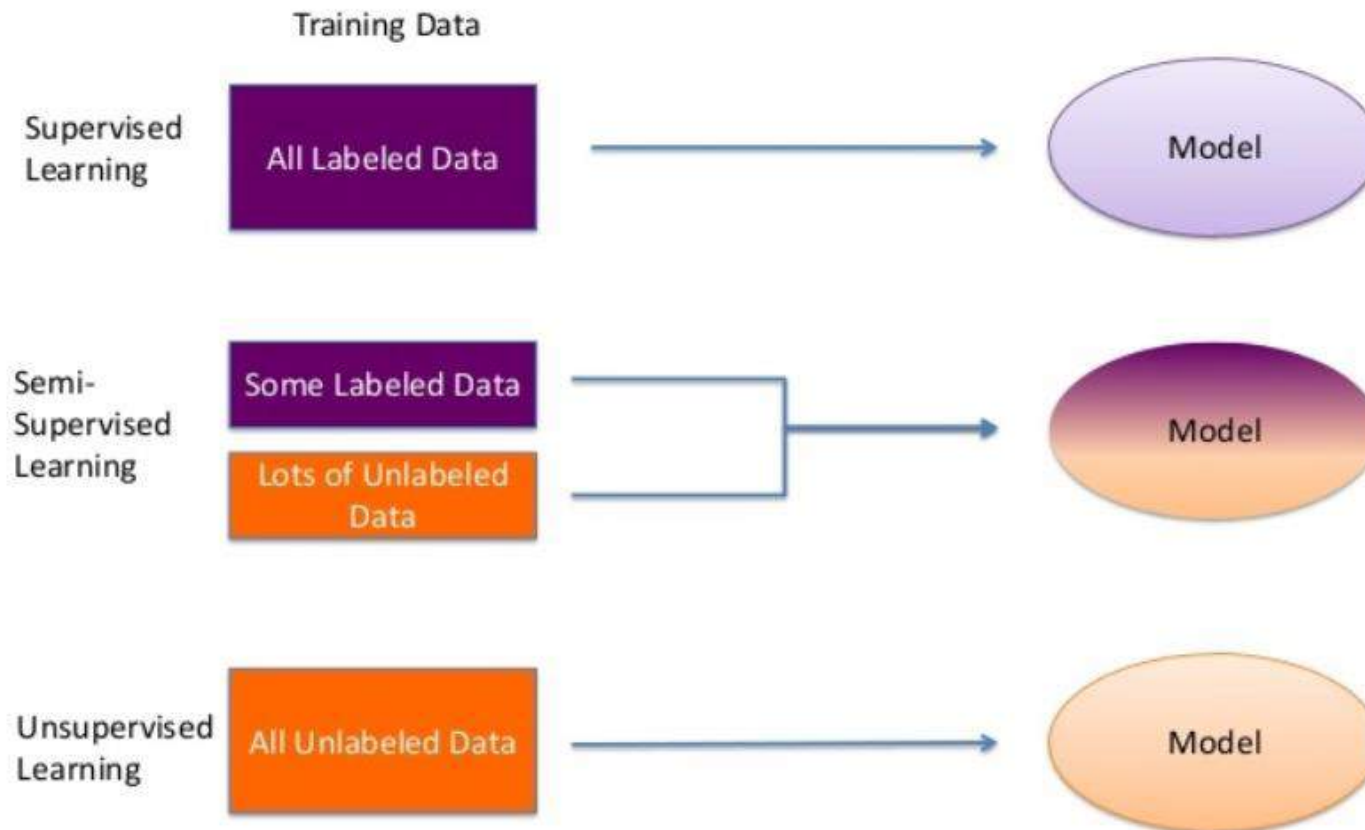 Training Data
Supervised
Learning
All Labeled Data
Model
Semi-
Supervised
Learning
Some Labeled Data
Lots of Unlabeled
Data
Model
Unsupervised
Learning
All Unlabeled Data
Model